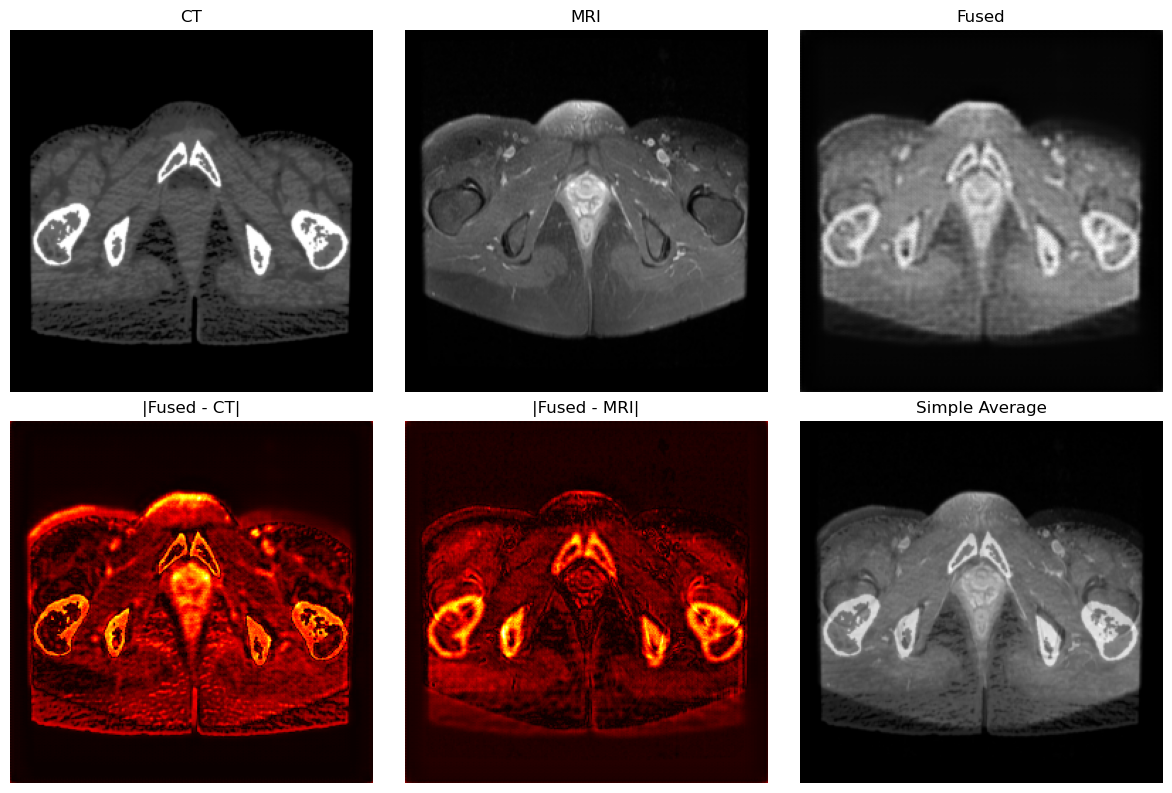 CT
MRI
Fused
|Fused - CT|
|Fused - MRI|
Simple Average